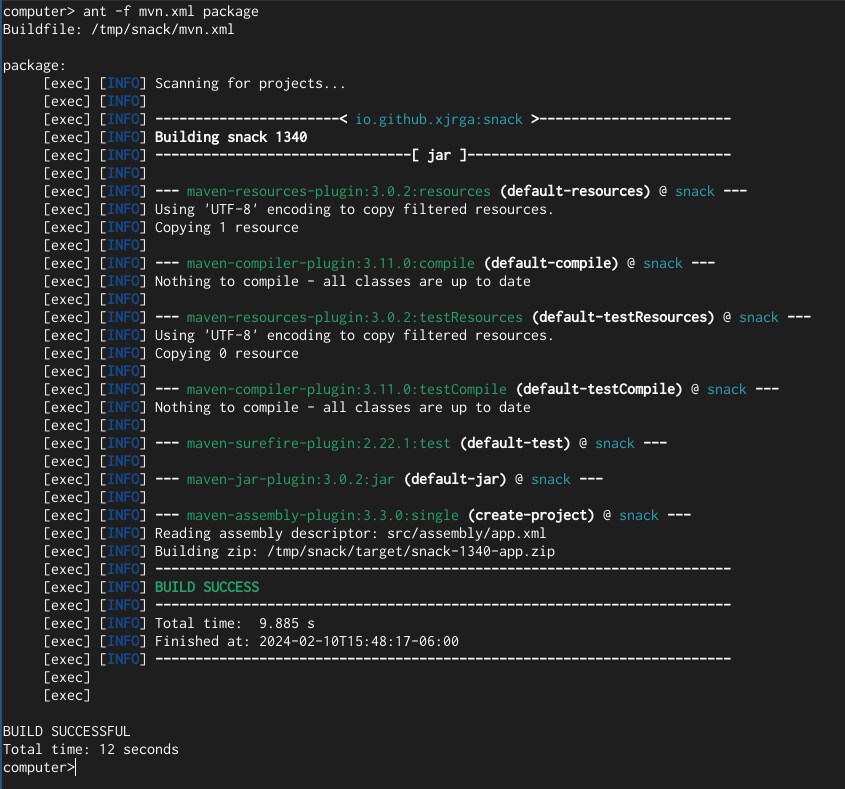 computer> ant -f mvn.xml package
Buildfile: /tmp/snack/mvn.xml
package:
[exec] [INFO] Scanning for projects...
[exec] [INFO]
[exec] [INFO] -----------------------< io.github.xjrga:snack >------------------------
[exec] [INFO] Building snack 1340
[exec] [INFO] --------------------------------[ jar ]---------------------------------
[exec] [INFO]
[exec] [INFO] --- maven-resources-plugin:3.0.2:resources (default-resources) @ snack ---
[exec] [INFO] Using 'UTF-8' encoding to copy filtered resources.
[exec] [INFO] Copying 1 resource
[exec] [INFO]
[exec] [INFO] --- maven-compiler-plugin:3.11.0:compile (default-compile) @ snack ---
[exec] [INFO] Nothing to compile - all classes are up to date
[exec] [INFO]
[exec] [INFO] --- maven-resources-plugin:3.0.2:testResources (default-testResources) @ snack ---
[exec] [INFO] Using 'UTF-8' encoding to copy filtered resources.
[exec] [INFO] Copying 0 resource
[exec] [INFO]
[exec] [INFO] --- maven-compiler-plugin:3.11.0:testCompile (default-testCompile) @ snack ---
[exec] [INFO] Nothing to compile - all classes are up to date
[exec] [INFO]
[exec] [INFO] --- maven-surefire-plugin:2.22.1:test (default-test) @ snack ---
[exec] [INFO]
[exec] [INFO] --- maven-jar-plugin:3.0.2:jar (default-jar) @ snack ---
[exec] [INFO]
[exec] [INFO] --- maven-assembly-plugin:3.3.0:single (create-project) @ snack ---
[exec] [INFO] Reading assembly descriptor: src/assembly/app.xml
[exec] [INFO] Building zip: /tmp/snack/target/snack-1340-app.zip
[exec] [INFO] ------------------------------------------------------------------------
[exec] [INFO] BUILD SUCCESS
[exec] [INFO] ------------------------------------------------------------------------
[exec] [INFO] Total time:  9.885 s
[exec] [INFO] Finished at: 2024-02-10T15:48:17-06:00
[exec] [INFO] ------------------------------------------------------------------------
[exec]
[exec]
BUILD SUCCESSFUL
Total time: 12 seconds
computer>